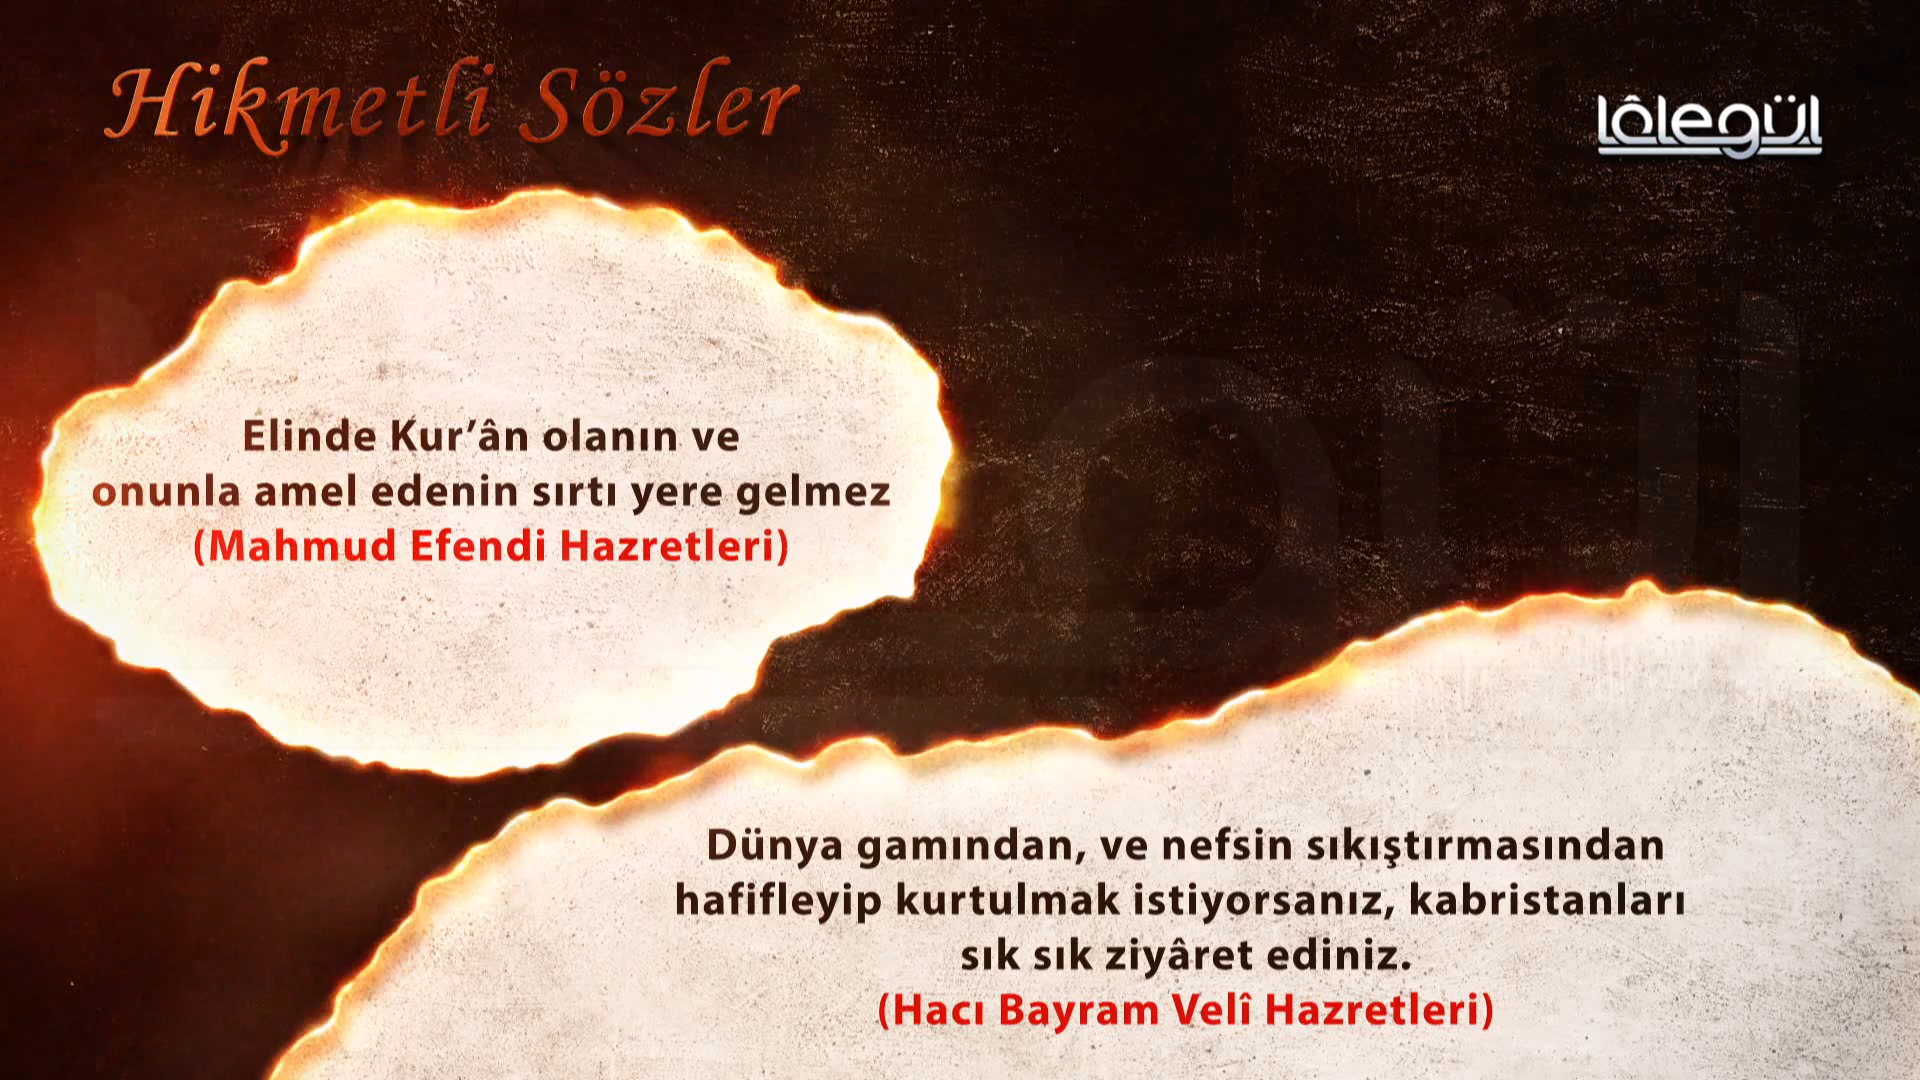 Hikmetli Sözler
lâlegül
Elinde Kur’ân olanın ve
onunla amel edenin sırtı yere gelmez
(Mahmud Efendi Hazretleri)
Dünya gamından, ve nefsin sıkıştırmasından
hafifleyip kurtulmak istiyorsanız, kabristanları
sık sık ziyâret ediniz.
(Hacı Bayram Velî Hazretleri)